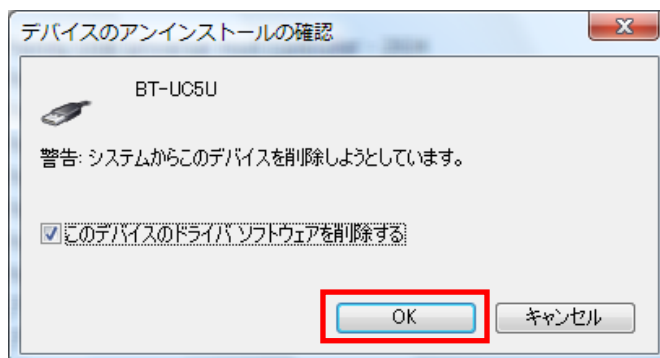 デバイスのアンインストールの確認
BT-UC5U
警告: システムからこのデバイスを削除しようとしています。
このデバイスのドライバ ソフトウェアを削除する
OK
キャンセル